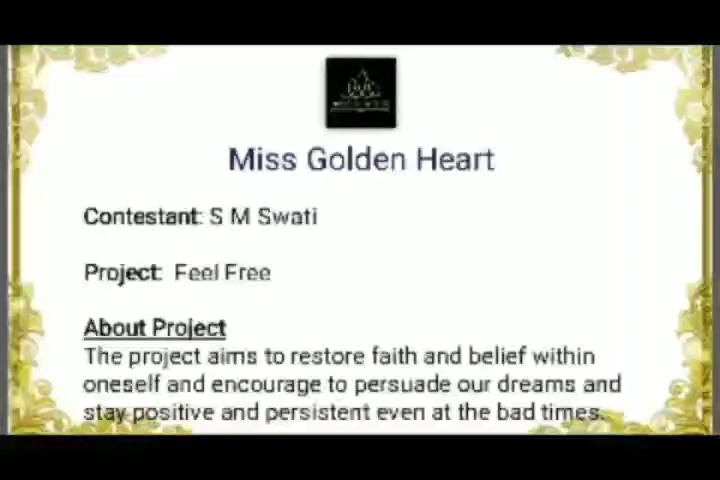 Miss Golden Heart
Contestant: S M Swati
Project: Feel Free
About Project
The project aims to restore faith and belief within
oneself and encourage to persuade our dreams and
stay positive and persistent even at the bad times.